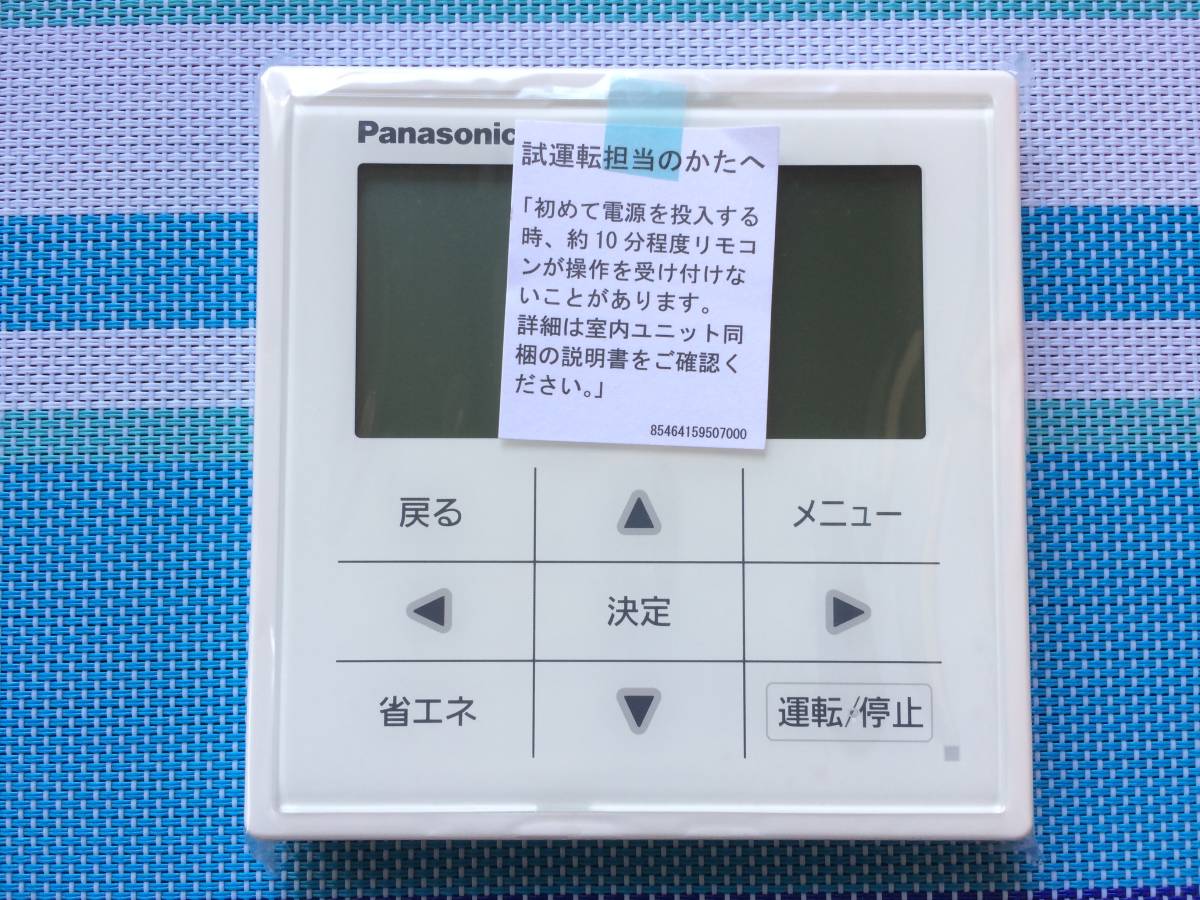 Panasonic
試運転担当のかたへ
「初めて電源を投入する
時、約10分程度リモコ
ンが操作を受け付けな
いことがあります。
詳細は室内ユニット同
梱の説明書をご確認く
ださい。」
85464159507000
戻る
メニュー
決定
省エネ
運転/停止